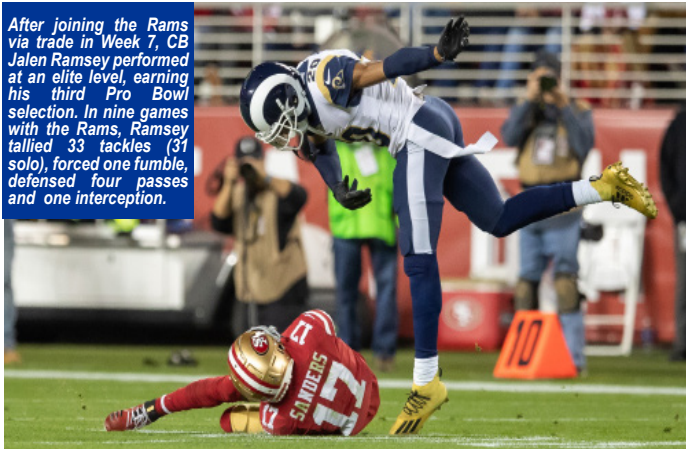 After joining the Rams
via trade in Week 7, CB
Jalen Ramsey performed
at an elite level, earning
his third Pro Bowl
selection. In nine games
with the Rams, Ramsey
tallied 33 tackles (31
solo), forced one fumble,
defensed four passes
and one interception.
10
17
SANDERS
17